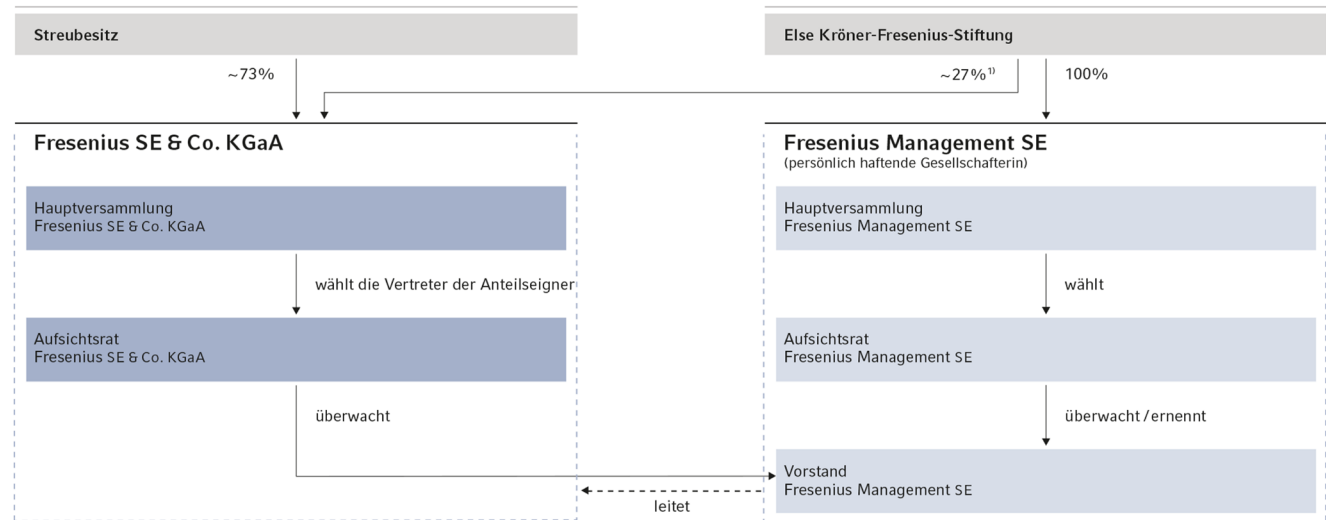 Streubesitz
Else Kröner-Fresenius-Stiftung
~73%
~27%¹⁾
100%
Fresenius SE & Co. KGaA
Fresenius Management SE
(persönlich haftende Gesellschafterin)
Hauptversammlung
Fresenius SE & Co. KGaA
Hauptversammlung
Fresenius Management SE
wählt die Vertreter der Anteilseigner
wählt
Aufsichtsrat
Fresenius SE & Co. KGaA
Aufsichtsrat
Fresenius Management SE
überwacht
überwacht / ernennt
Vorstand
Fresenius Management SE
leitet